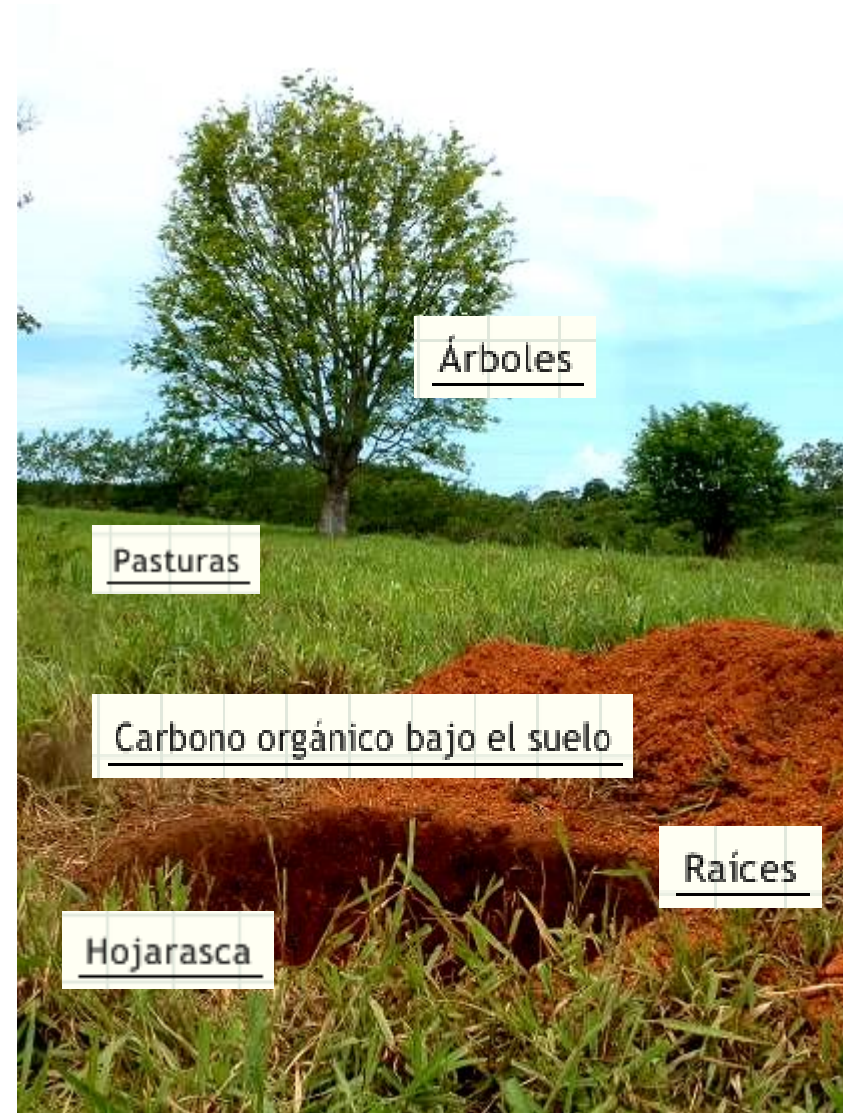 Árboles
Pasturas
Carbono orgánico bajo el suelo
Raíces
Hojarasca